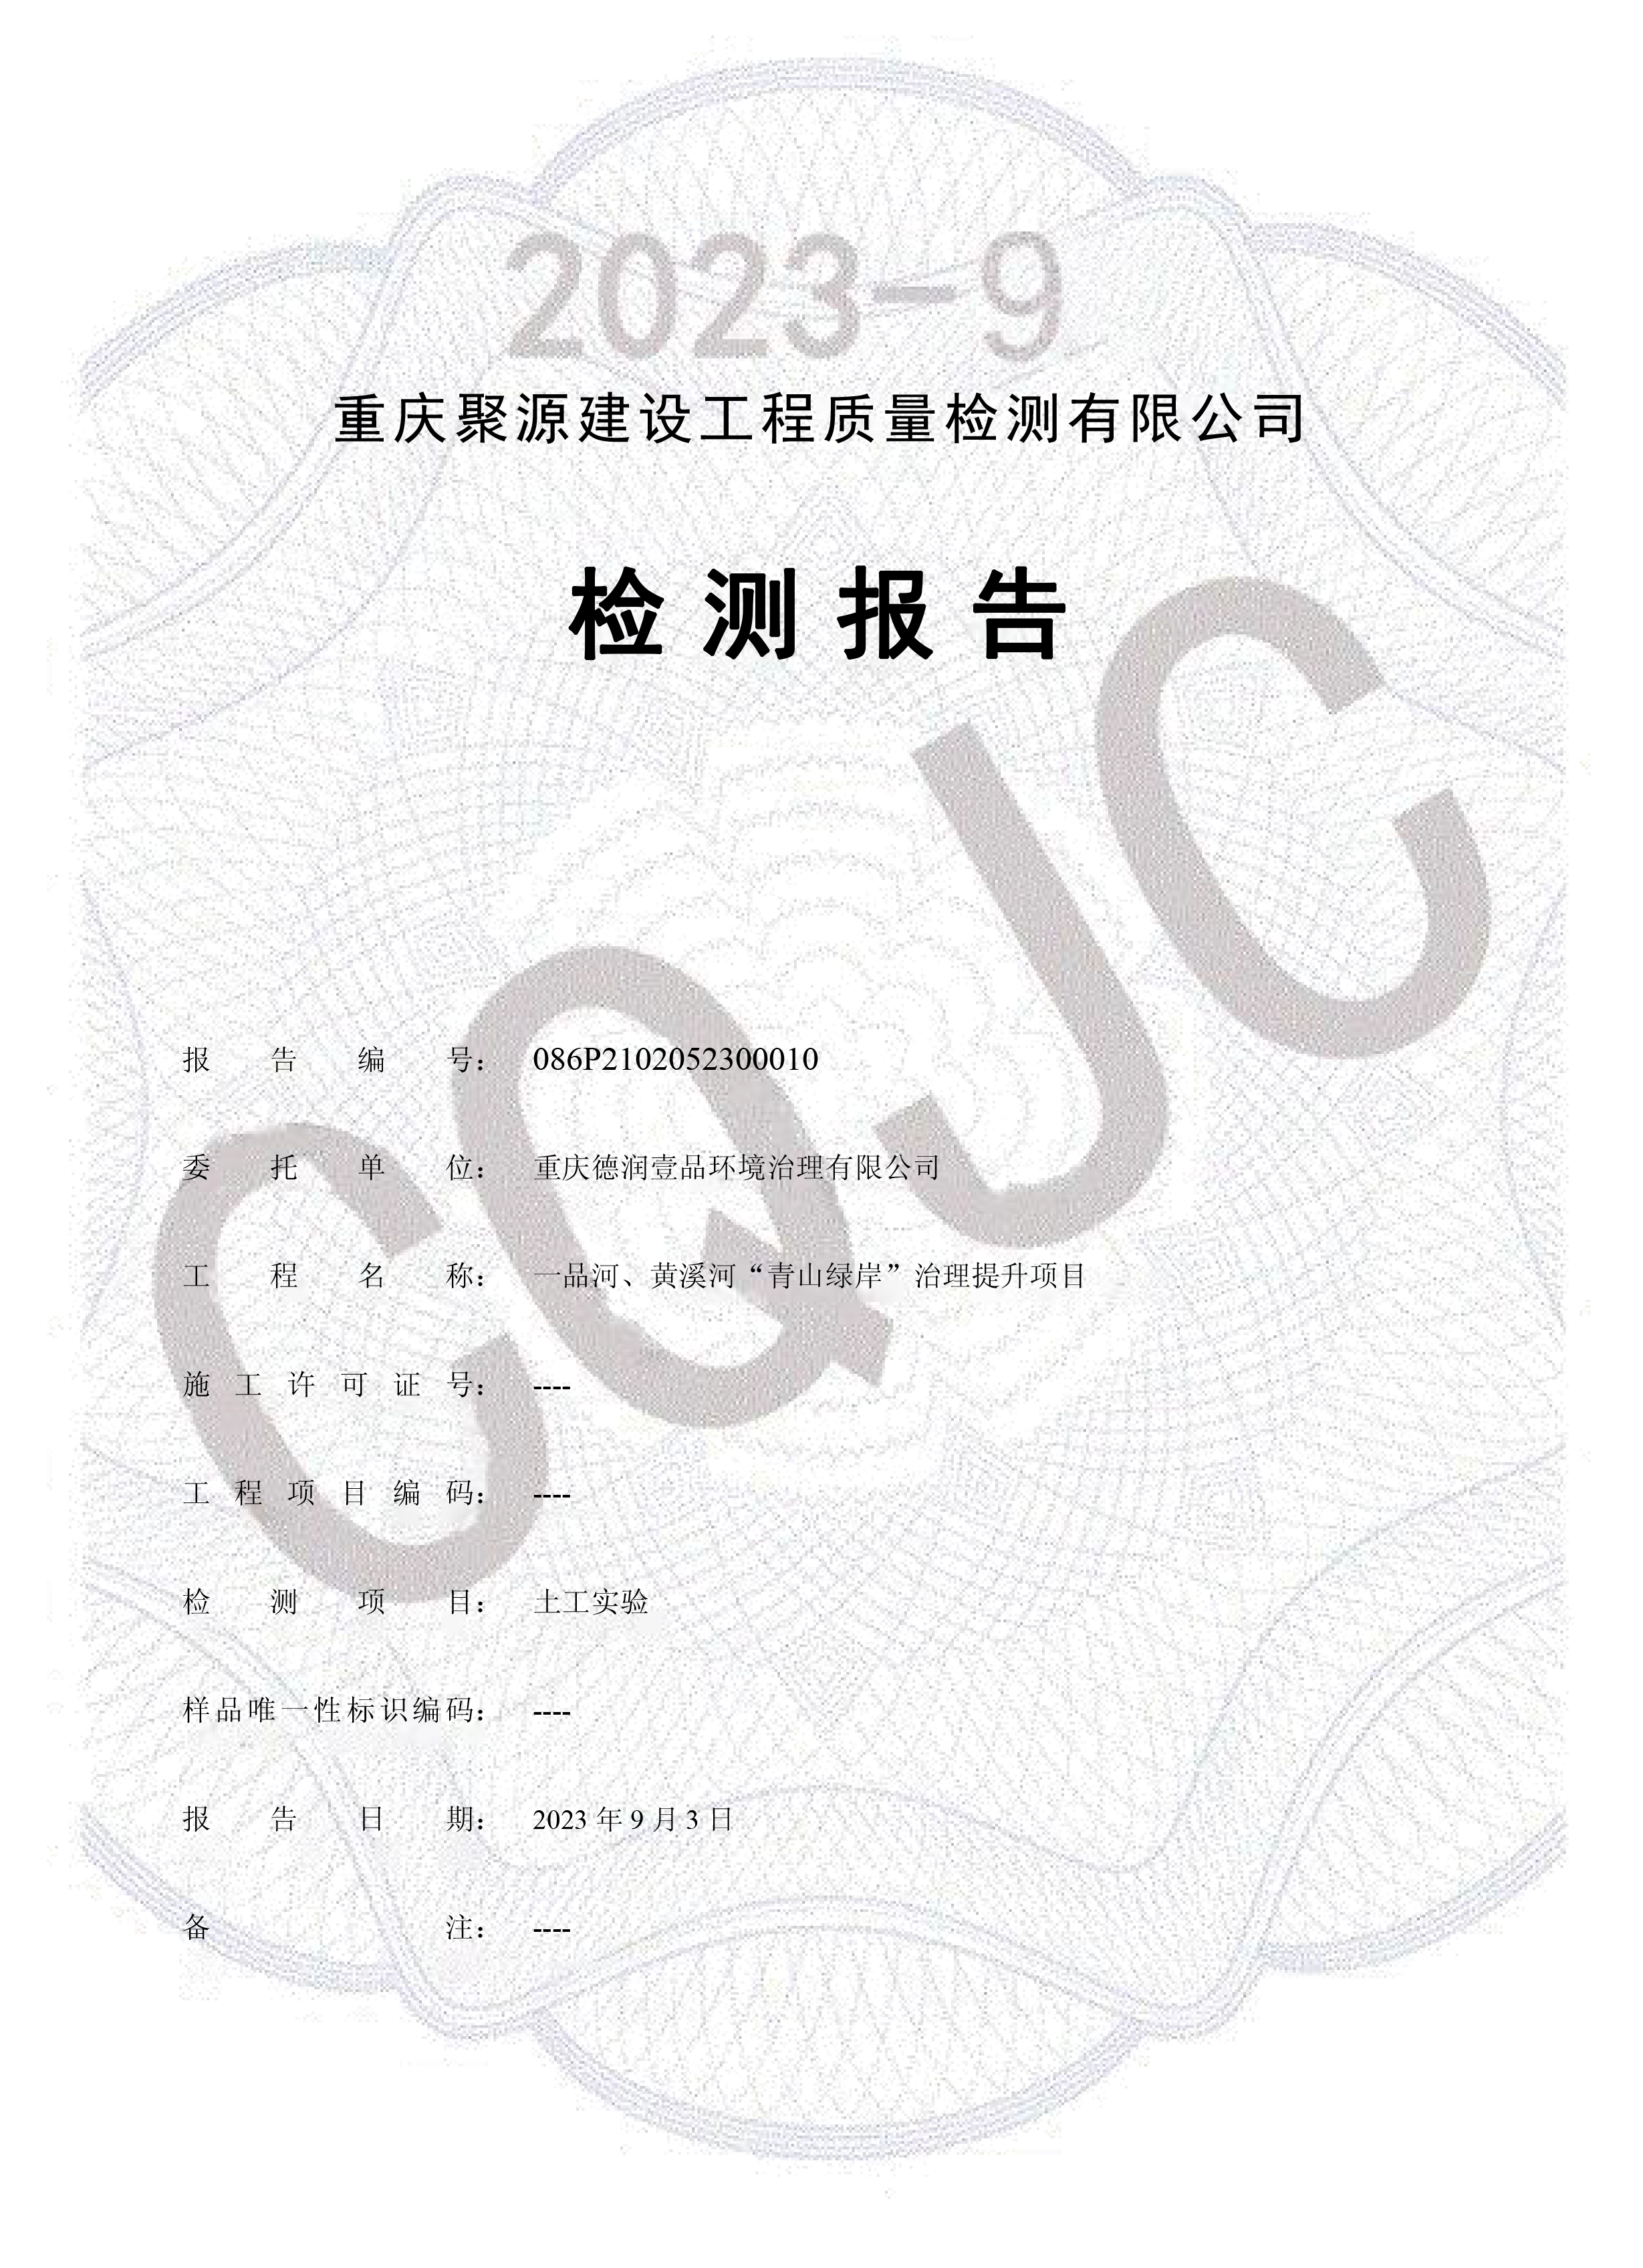 2023-9
重庆聚源建设工程质量检测有限公司
检测报告
CQJC
报告编号： 086P2102052300010
委托单位： 重庆德润壹品环境治理有限公司
工程名称： 一品河、黄溪河“青山绿岸”治理提升项目
施工许可证号： ----
工程项目编码： ----
检测项目： 土工实验
样品唯一性标识编码： ----
报告日期： 2023 年 9 月 3 日
备注： ----